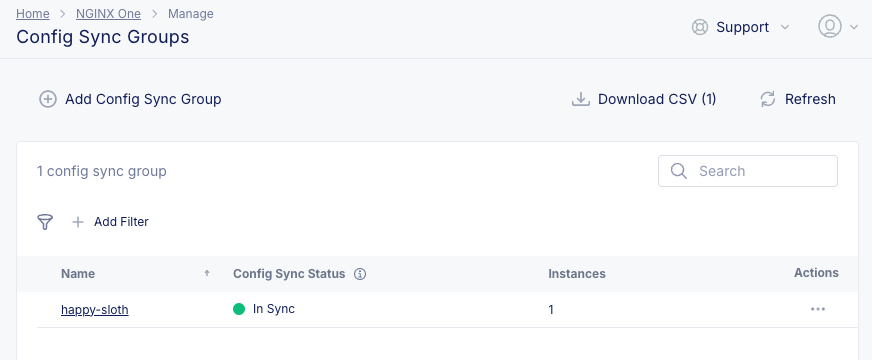 Home > NGINX One > Manage
Config Sync Groups
Support
Add Config Sync Group
Download CSV (1)
Refresh
1 config sync group
Search
Add Filter
Name
Config Sync Status
Instances
Actions
happy-sloth
In Sync
1